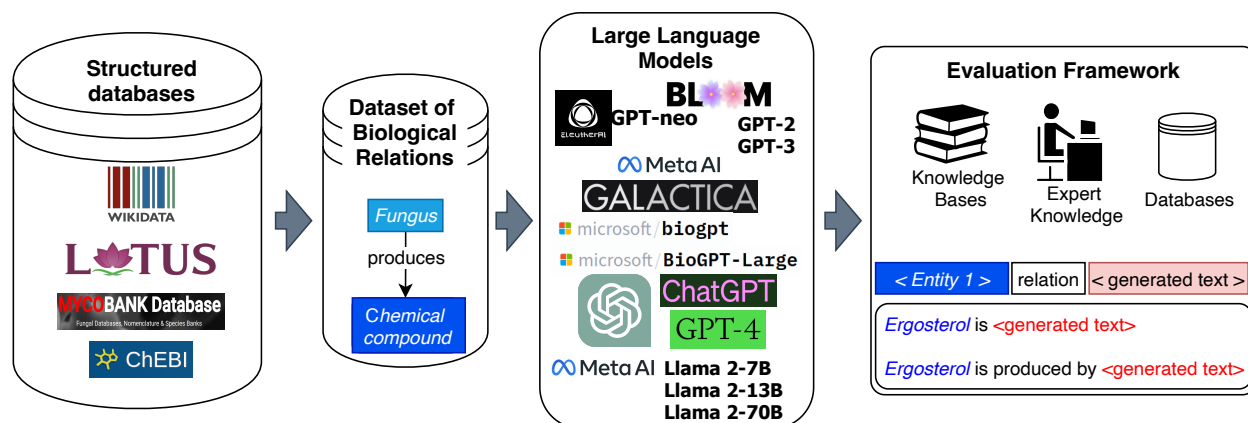 Structured
databases
WIKIDATA
LOTUS
MYCOBANK Database
Fungal Databases, Nomenclature & Species Banks
ChEBI
Dataset of
Biological
Relations
Fungus
produces
Chemical
compound
Large Language
Models
EleutherAI
GPT-neo
BLOOM
GPT-2
GPT-3
Meta AI
GALACTICA
microsoft/biogpt
microsoft/BioGPT-Large
ChatGPT
GPT-4
Meta AI
Llama 2-7B
Llama 2-13B
Llama 2-70B
Evaluation Framework
Knowledge
Bases
Expert
Knowledge
Databases
< Entity 1 > relation < generated text >
Ergosterol is <generated text>
Ergosterol is produced by <generated text>